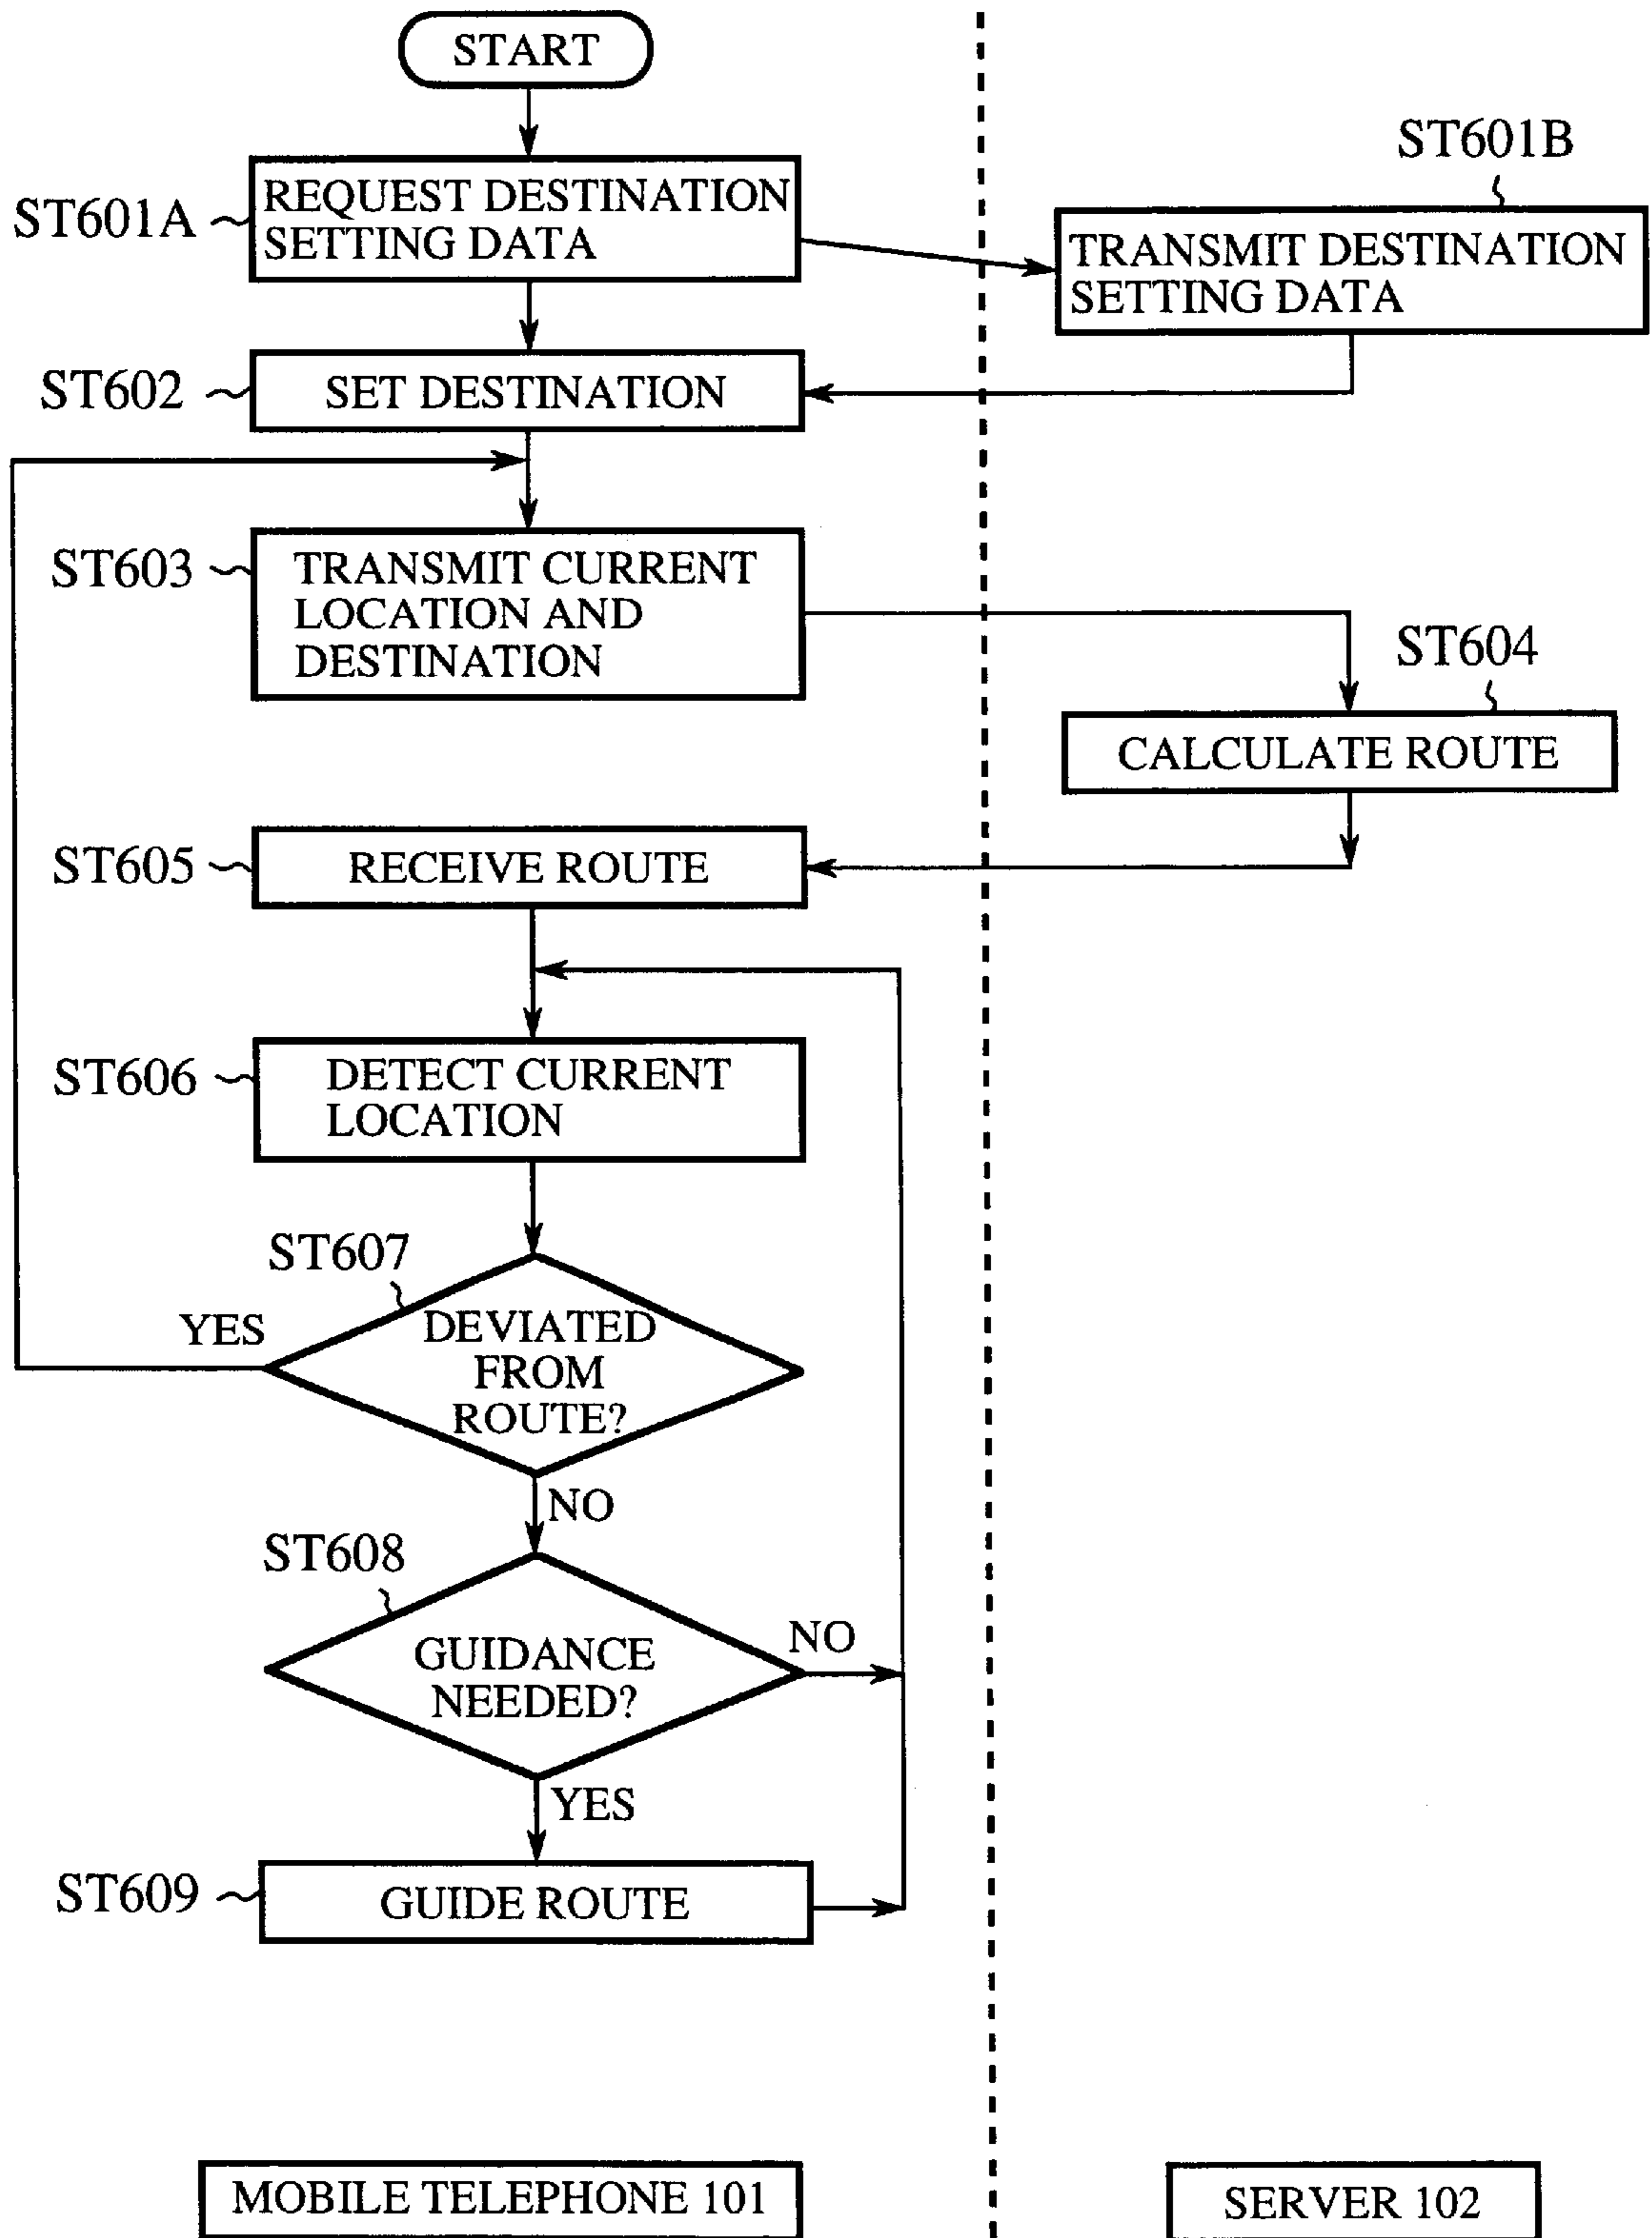 START
ST601A
REQUEST DESTINATION
SETTING DATA
ST601B
TRANSMIT DESTINATION
SETTING DATA
ST602
SET DESTINATION
ST603
TRANSMIT CURRENT
LOCATION AND
DESTINATION
ST604
CALCULATE ROUTE
ST605
RECEIVE ROUTE
ST606
DETECT CURRENT
LOCATION
ST607
YES
DEVIATED
FROM
ROUTE?
NO
ST608
GUIDANCE
NEEDED?
NO
YES
ST609
GUIDE ROUTE
MOBILE TELEPHONE 101
SERVER 102